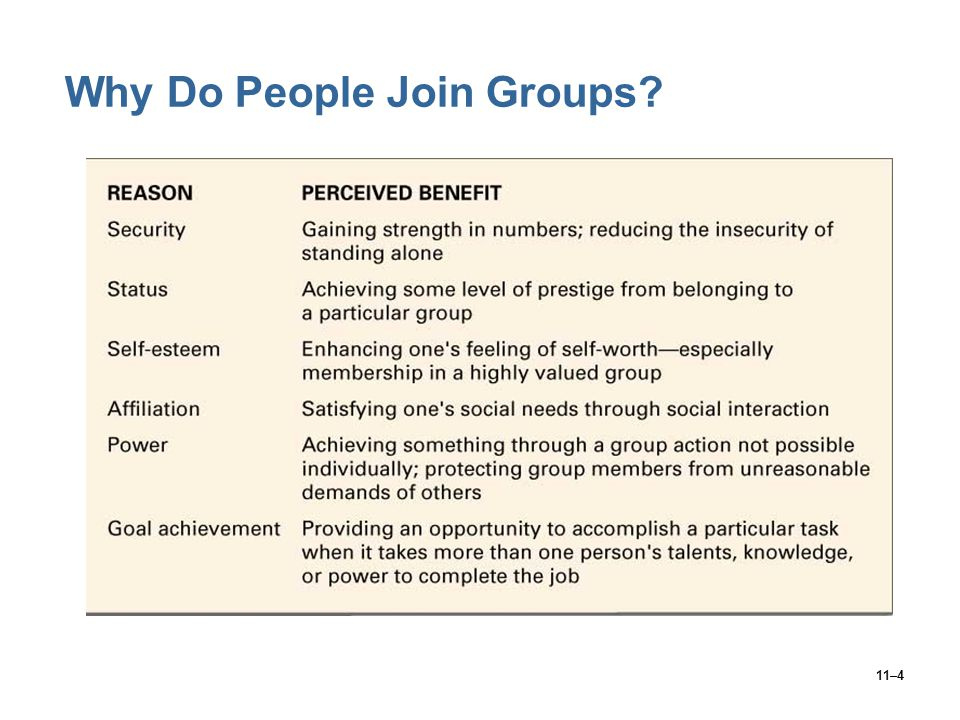 Why Do People Join Groups?
REASON PERCEIVED BENEFIT
Security Gaining strength in numbers; reducing the insecurity of
standing alone
Status Achieving some level of prestige from belonging to
a particular group
Self-esteem Enhancing one's feeling of self-worth—especially
membership in a highly valued group
Affiliation Satisfying one's social needs through social interaction
Power Achieving something through a group action not possible
individually; protecting group members from unreasonable
demands of others
Goal achievement Providing an opportunity to accomplish a particular task
when it takes more than one person's talents, knowledge,
or power to complete the job
11–4